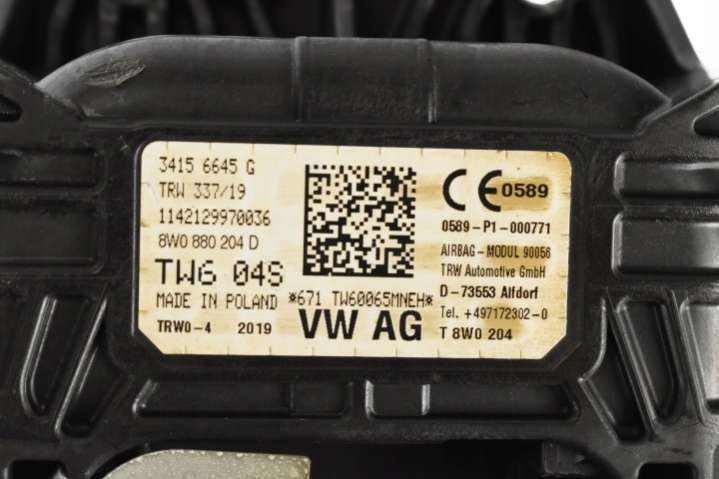 3415 6645 G
TRW 337/19
1142129970036
8W0 880 204 D
TW6 04S
MADE IN POLAND
TRW0-4 2019
*671 TW60065MNEH*
VW AG
CE 0589
0589-P1-000771
AIRBAG-MODUL 90056
TRW Automotive GmbH
D-73553 Alfdorf
Tel. +497172302-0
T 8W0 204